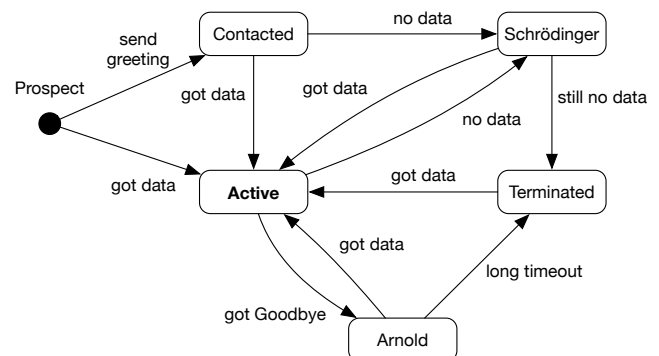 Contacted
no data
Schrödinger
send
greeting
Prospect
got data
got data
still no data
no data
got data
Active
got data
Terminated
got data
long timeout
got Goodbye
Arnold